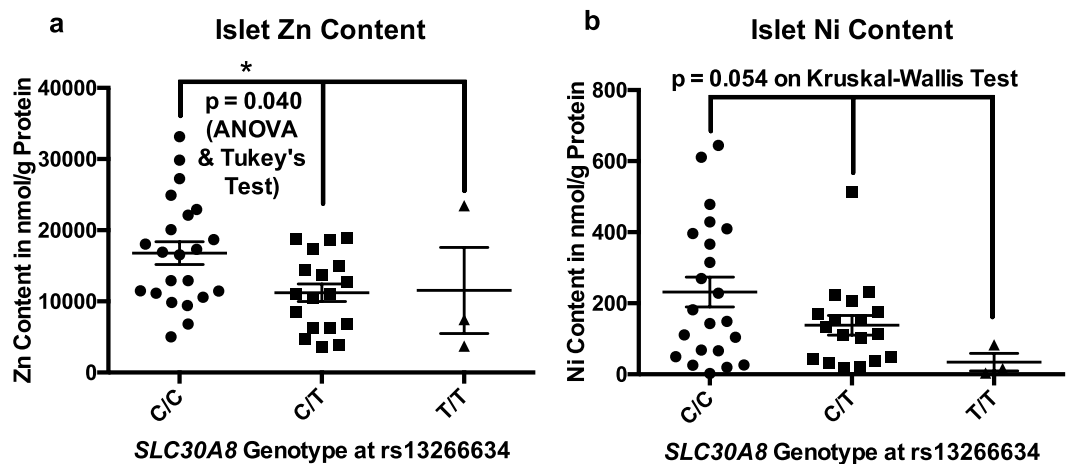 a
Islet Zn Content
*
p = 0.040
(ANOVA
& Tukey's
Test)
Zn Content in nmol/g Protein
40000
30000
20000
10000
0
C/C
C/T
T/T
SLC30A8 Genotype at rs13266634
b
Islet Ni Content
p = 0.054 on Kruskal-Wallis Test
Ni Content in nmol/g Protein
800
600
400
200
0
C/C
C/T
T/T
SLC30A8 Genotype at rs13266634